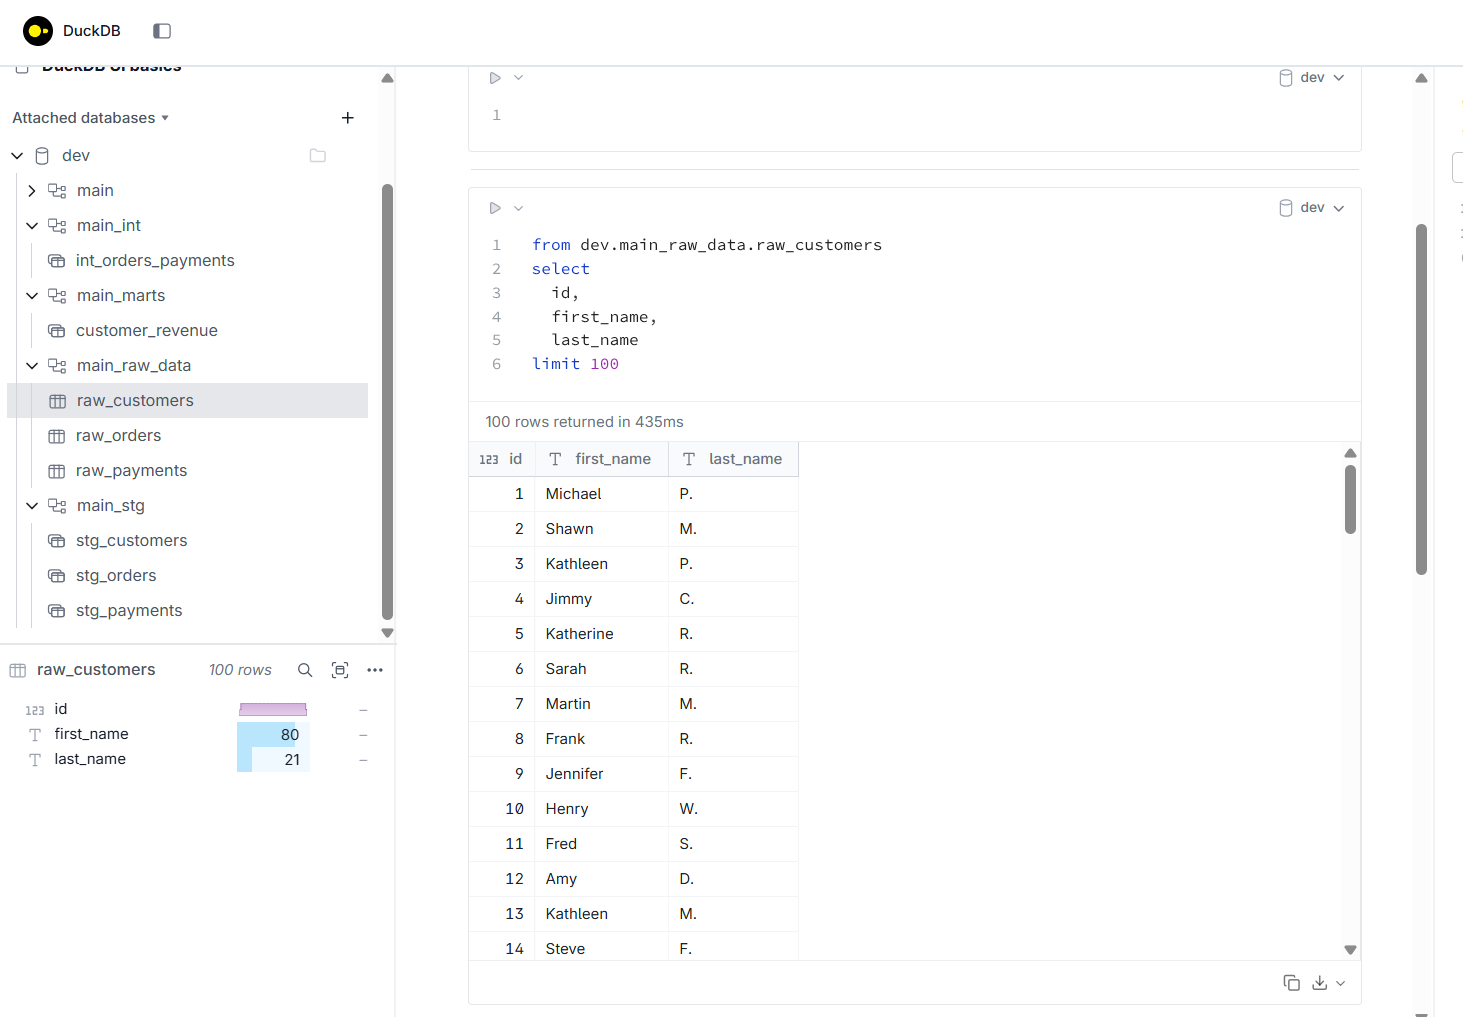 DuckDB
DuckDB UI basics
Attached databases
dev
main
main_int
int_orders_payments
main_marts
customer_revenue
main_raw_data
raw_customers
raw_orders
raw_payments
main_stg
stg_customers
stg_orders
stg_payments
raw_customers 100 rows
123 id –
T first_name 80 –
T last_name 21 –
dev
1
dev
1 from dev.main_raw_data.raw_customers
2 select
3 id,
4 first_name,
5 last_name
6 limit 100
100 rows returned in 435ms
123 id T first_name T last_name
1 Michael P.
2 Shawn M.
3 Kathleen P.
4 Jimmy C.
5 Katherine R.
6 Sarah R.
7 Martin M.
8 Frank R.
9 Jennifer F.
10 Henry W.
11 Fred S.
12 Amy D.
13 Kathleen M.
14 Steve F.